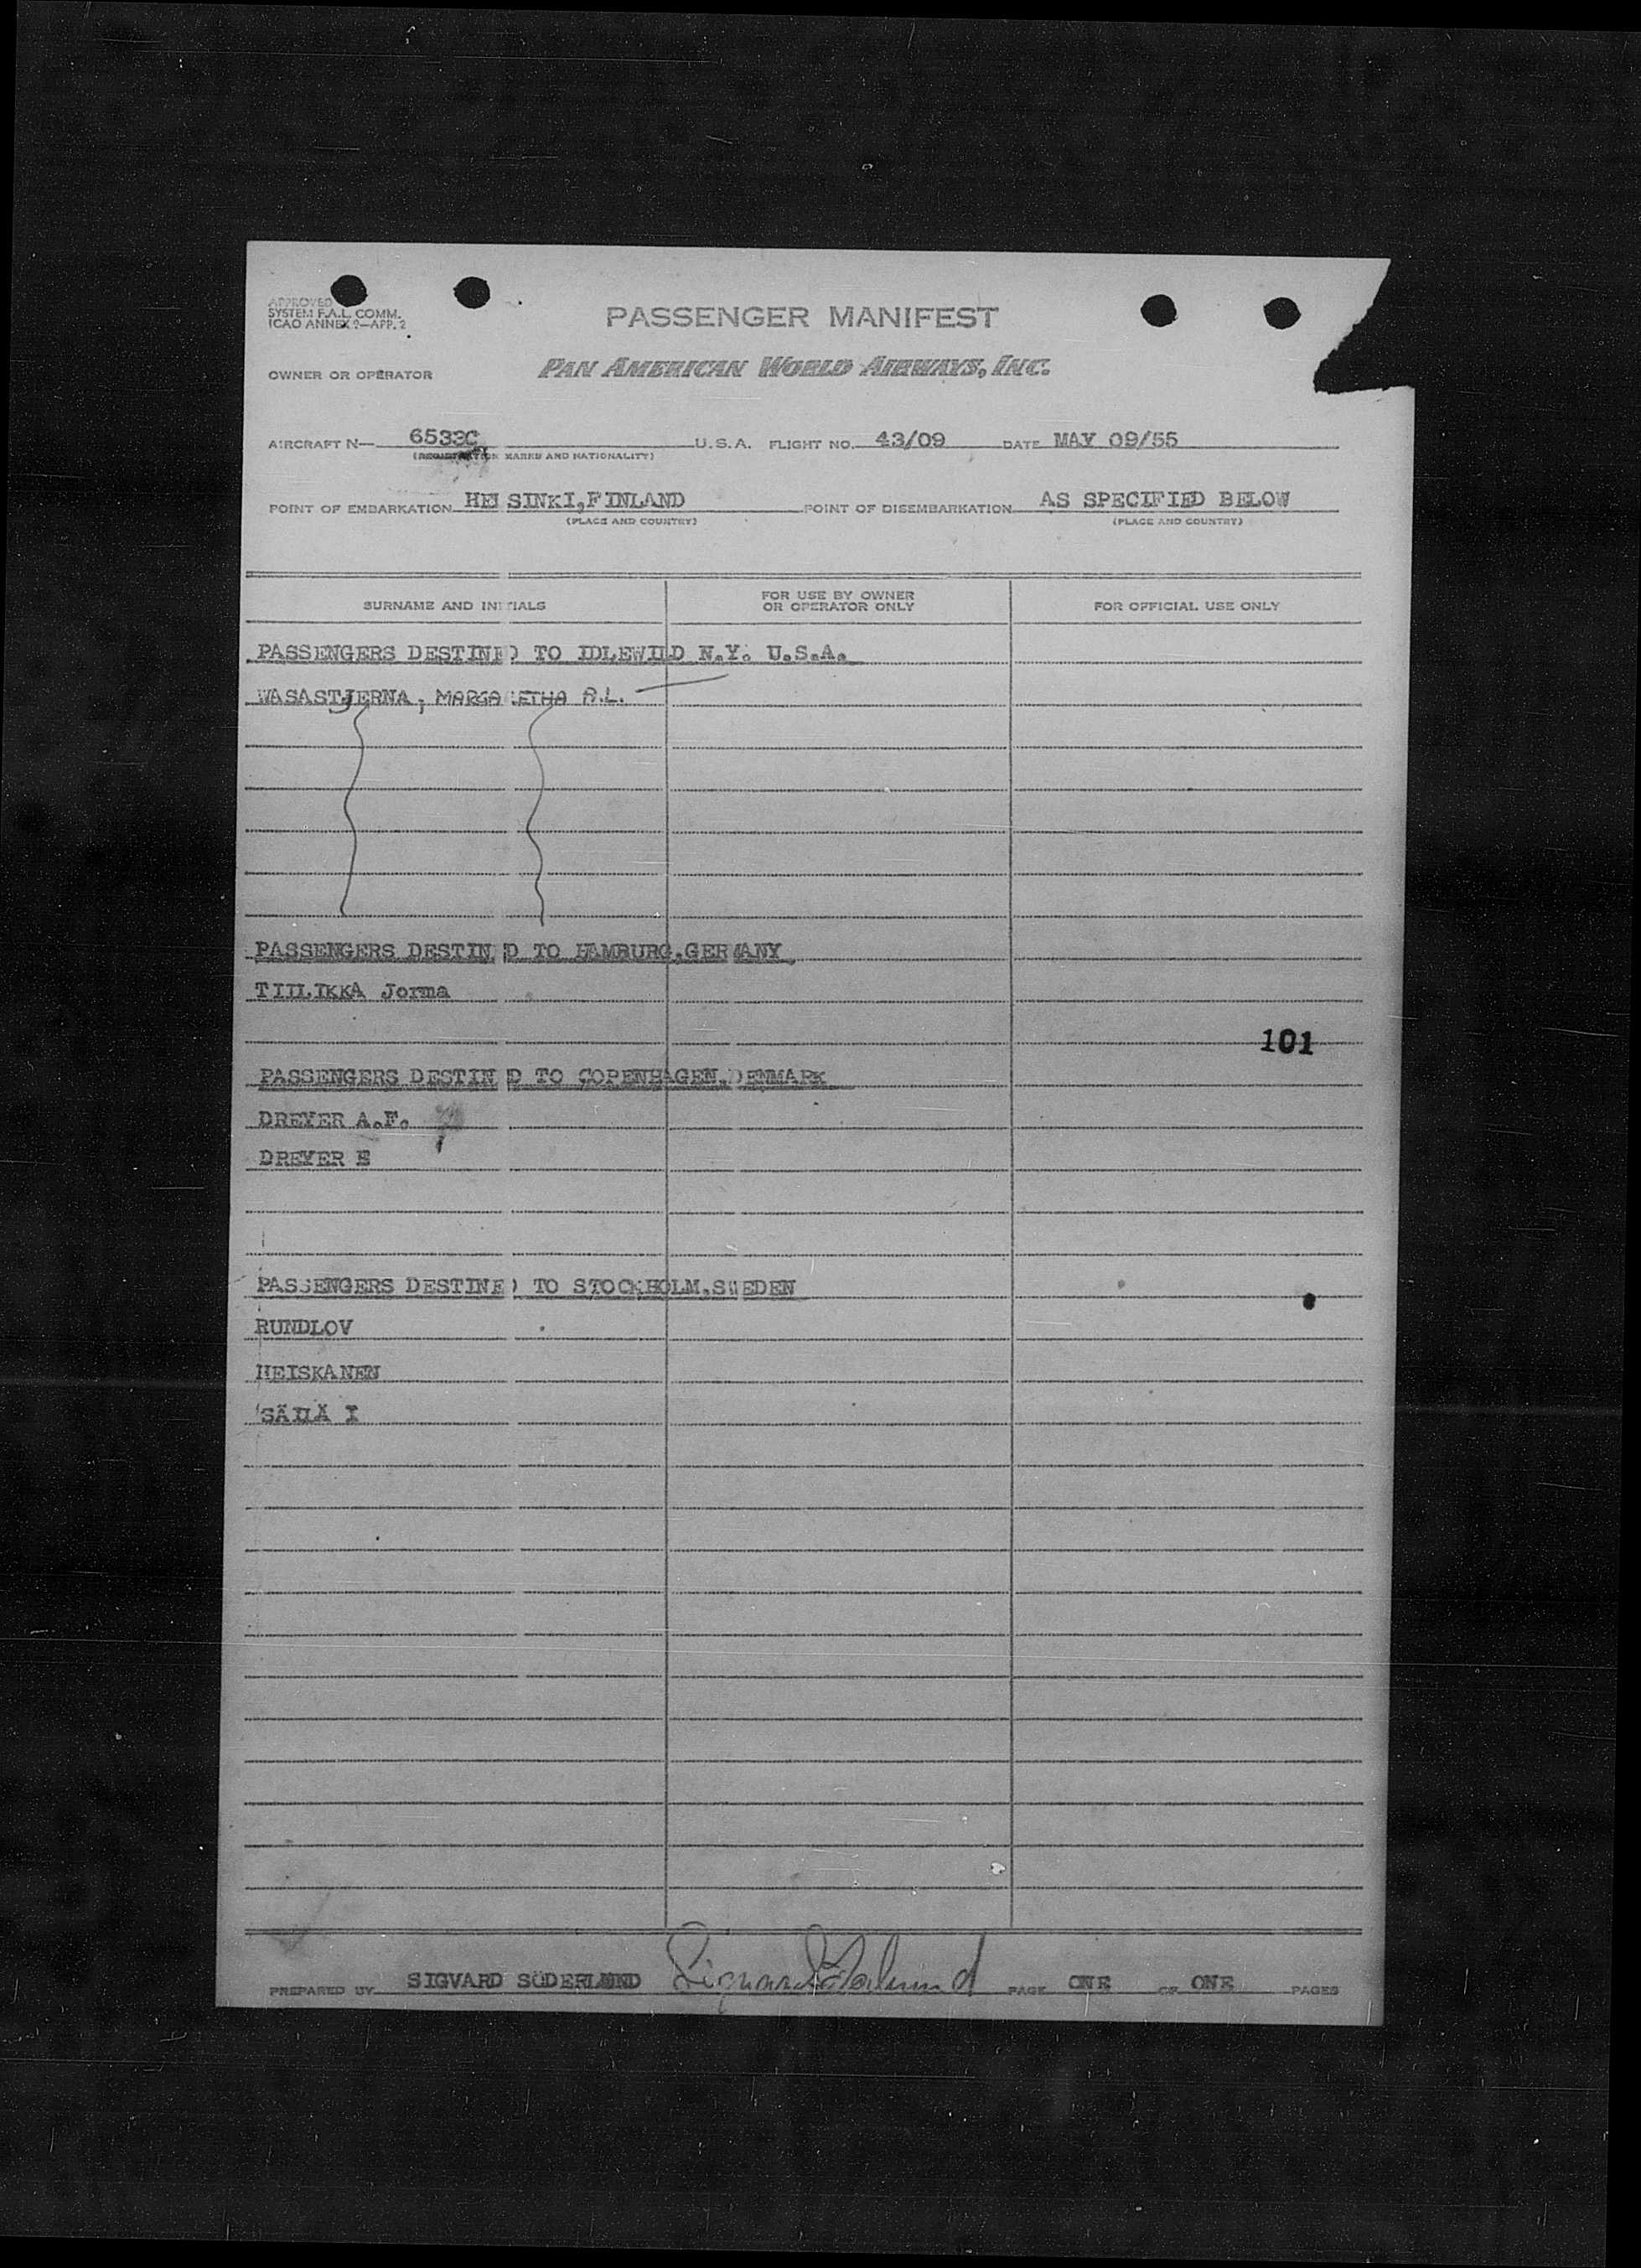 APPROVED
SYSTEM F.A.L. COMM.
ICAO ANNEX 9—APP. 2
PASSENGER MANIFEST
OWNER OR OPERATOR PAN AMERICAN WORLD AIRWAYS, INC.
AIRCRAFT N— 6533C U.S.A. FLIGHT NO. 43/09 DATE MAY 09/55
(REGISTRATION MARKS AND NATIONALITY)
POINT OF EMBARKATION HELSINKI,FINLAND POINT OF DISEMBARKATION AS SPECIFIED BELOW
(PLACE AND COUNTRY) (PLACE AND COUNTRY)
SURNAME AND INITIALS FOR USE BY OWNER OR OPERATOR ONLY FOR OFFICIAL USE ONLY
PASSENGERS DESTINED TO IDLEWILD N.Y. U.S.A.
WASASTJERNA, MARGARETHA A.L.
PASSENGERS DESTINED TO HAMBURG,GERMANY
TIILIKKA Jorma
101
PASSENGERS DESTINED TO COPENHAGEN,DENMARK
DREYER A.F.
DREYER E
PASSENGERS DESTINED TO STOCKHOLM,SWEDEN
RUNDLOV
HEISKANEN
I
PREPARED BY SIGVARD SÖDERLUND Sigvard Söderlund PAGE ONE OF ONE PAGES